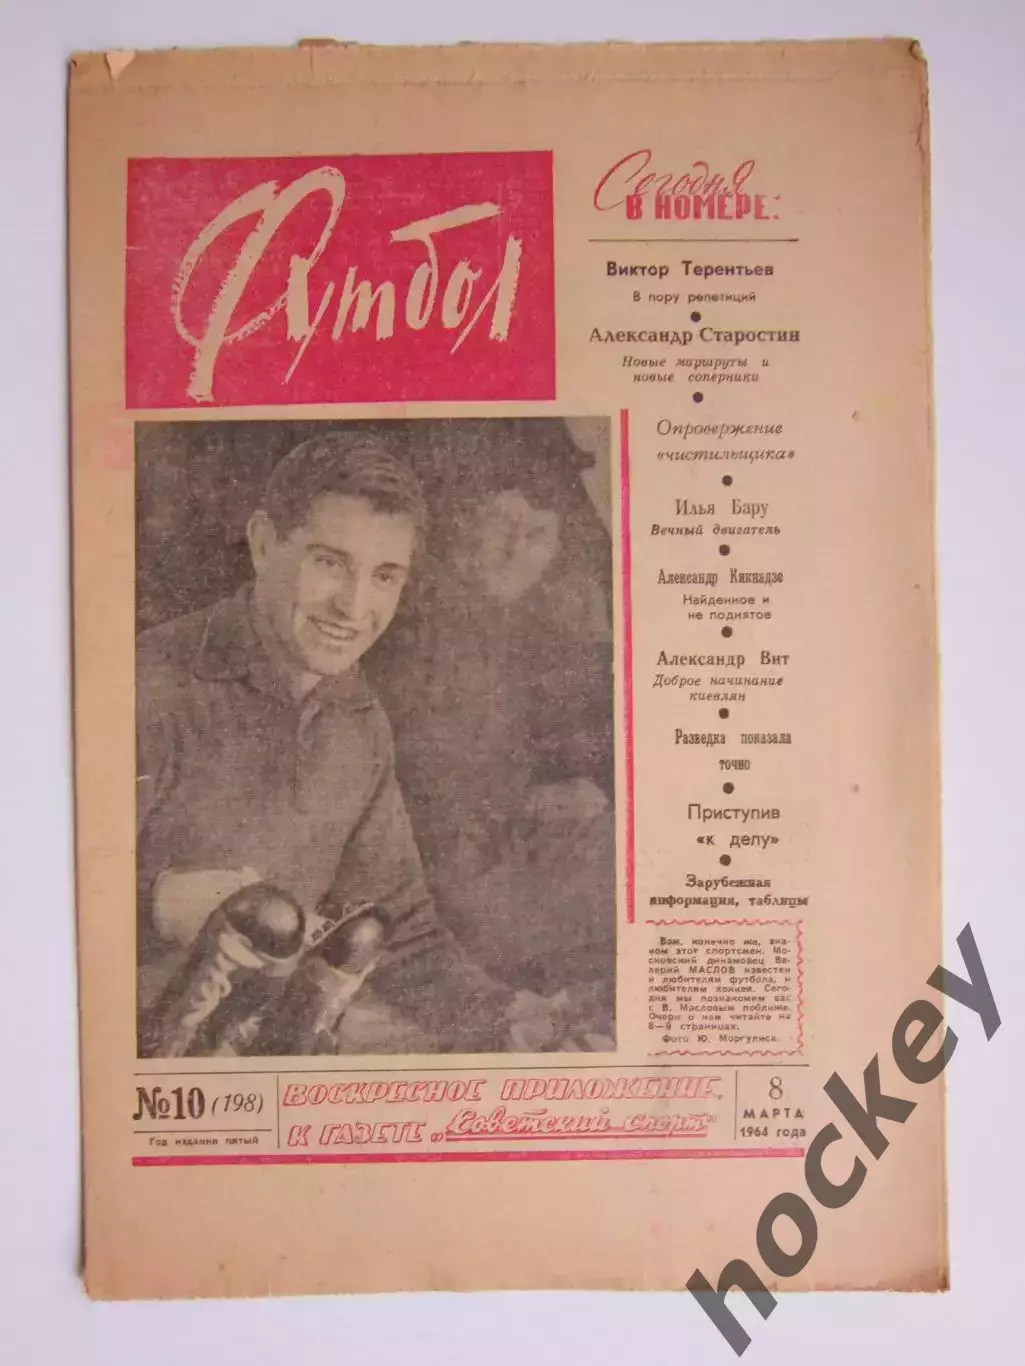 Футбол
Сегодня
В НОМЕРЕ:
Виктор Терентьев
В пору репетиций
Александр Старостин
Новые маршруты и
новые соперники
Опровержение
«чистильщика»
Илья Бару
Вечный двигатель
Александр Кикнадзе
Найденное и
не поднятов
Александр Вит
Доброе начинание
киевлян
Разведка показала
точно
Приступив
«к делу»
Зарубежная
информация, таблицы
Вам, конечно же, зна-
ком этот спортсмен. Мо-
сковский динамовец Ва-
лерий МАСЛОВ известен
и любителям футбола, и
любителям хоккея. Сего-
дня мы познакомим вас
с В. Масловым поближе.
Очерк о нем читайте на
8—9 страницах.
Фото Ю. Моргулиса.
№10 (198)
Год издания пятый
ВОСКРЕСНОЕ ПРИЛОЖЕНИЕ
К ГАЗЕТЕ „Советский спорт"
8
МАРТА
1964 года
hockey